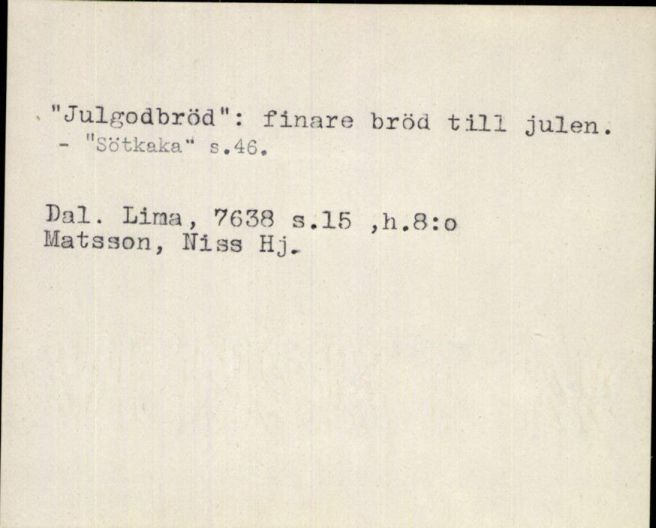 "Julgodbröd": finare bröd till julen.
- "Sötkaka" s.46.
Dal. Lima, 7638 s.15 ,h.8:o
Matsson, Niss Hj.